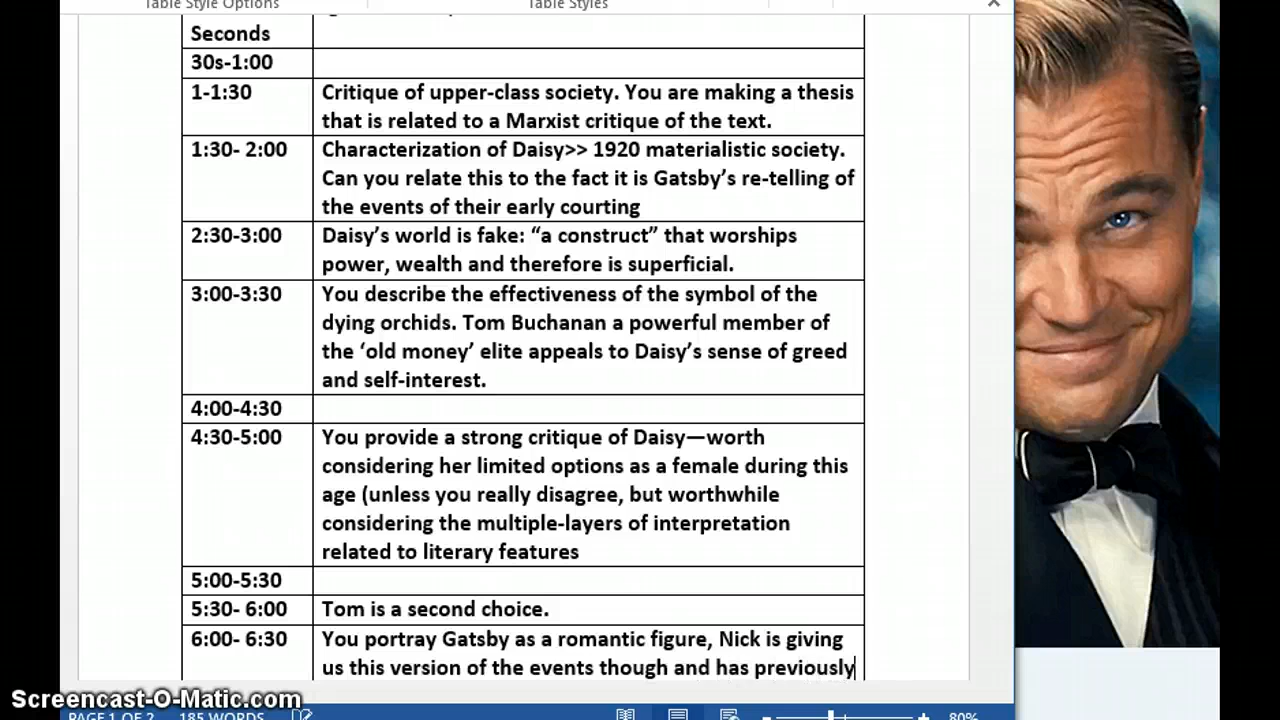 Table Style Options
Table Styles
Seconds
30s-1:00
1-1:30
Critique of upper-class society. You are making a thesis
that is related to a Marxist critique of the text.
1:30- 2:00
Characterization of Daisy>> 1920 materialistic society.
Can you relate this to the fact it is Gatsby’s re-telling of
the events of their early courting
2:30-3:00
Daisy’s world is fake: “a construct” that worships
power, wealth and therefore is superficial.
3:00-3:30
You describe the effectiveness of the symbol of the
dying orchids. Tom Buchanan a powerful member of
the ‘old money’ elite appeals to Daisy’s sense of greed
and self-interest.
4:00-4:30
4:30-5:00
You provide a strong critique of Daisy—worth
considering her limited options as a female during this
age (unless you really disagree, but worthwhile
considering the multiple-layers of interpretation
related to literary features
5:00-5:30
5:30- 6:00
Tom is a second choice.
6:00- 6:30
You portray Gatsby as a romantic figure, Nick is giving
us this version of the events though and has previously
Screencast-O-Matic.com
PAGE 1 OF 2
185 WORDS
80%